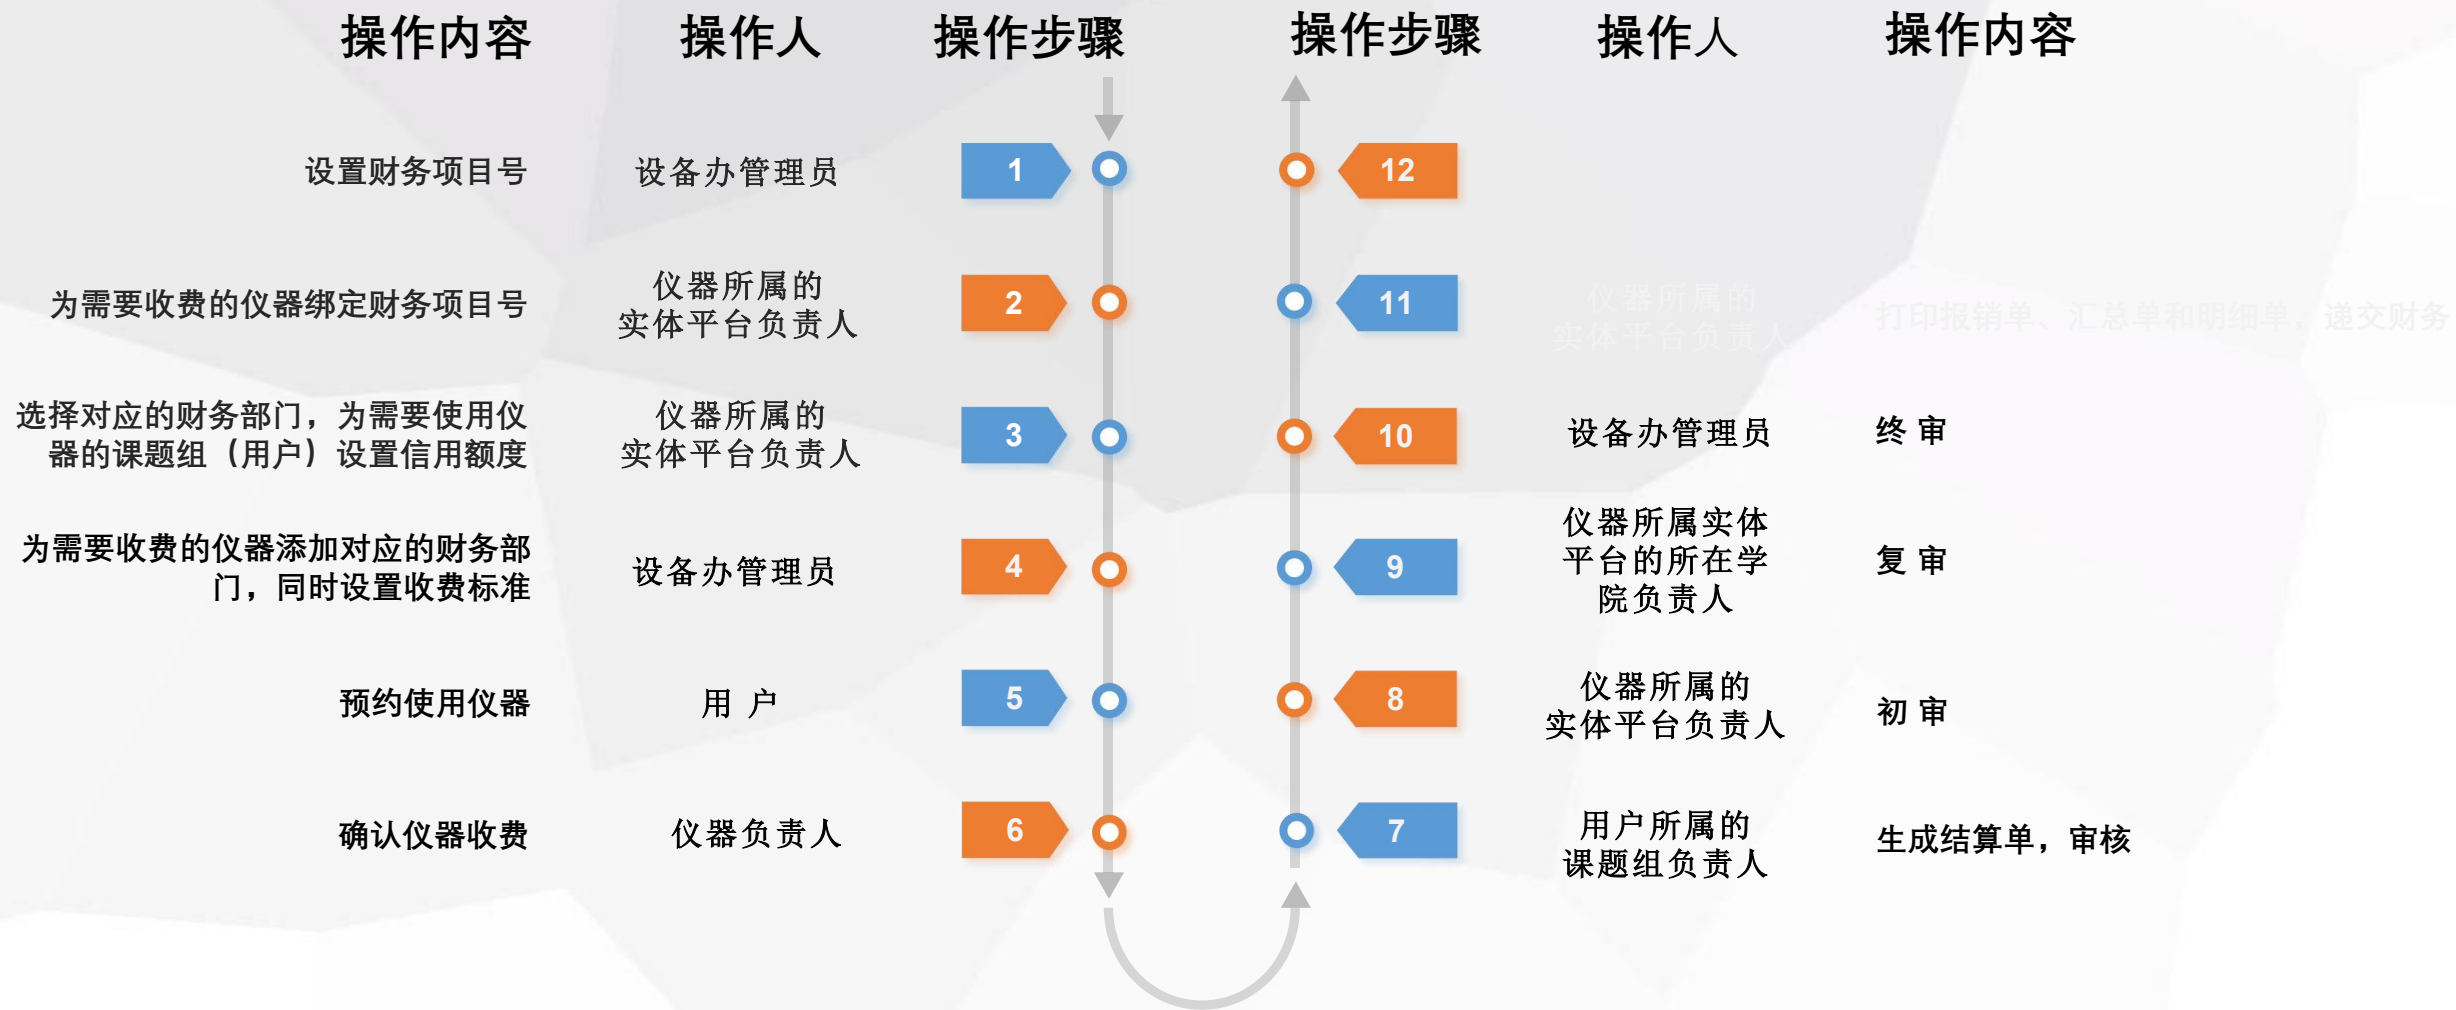 操作内容 操作人 操作步骤 操作步骤 操作人 操作内容
设置财务项目号 设备办管理员 1 12
仪器所属的
为需要收费的仪器绑定财务项目号 2 11
实体平台负责人
仪器所属的
实体平台负责人
打印报销单、汇总单和明细单，递交财务
选择对应的财务部门，为需要使用仪
器的课题组（用户）设置信用额度
仪器所属的
实体平台负责人
3 10
设备办管理员 终 审
为需要收费的仪器添加对应的财务部
门，同时设置收费标准
设备办管理员 4 9
仪器所属实体
平台的所在学
院负责人
复 审
预约使用仪器 用 户 5 8
仪器所属的
实体平台负责人
初 审
确认仪器收费 仪器负责人 6 7
用户所属的
课题组负责人
生成结算单，审核